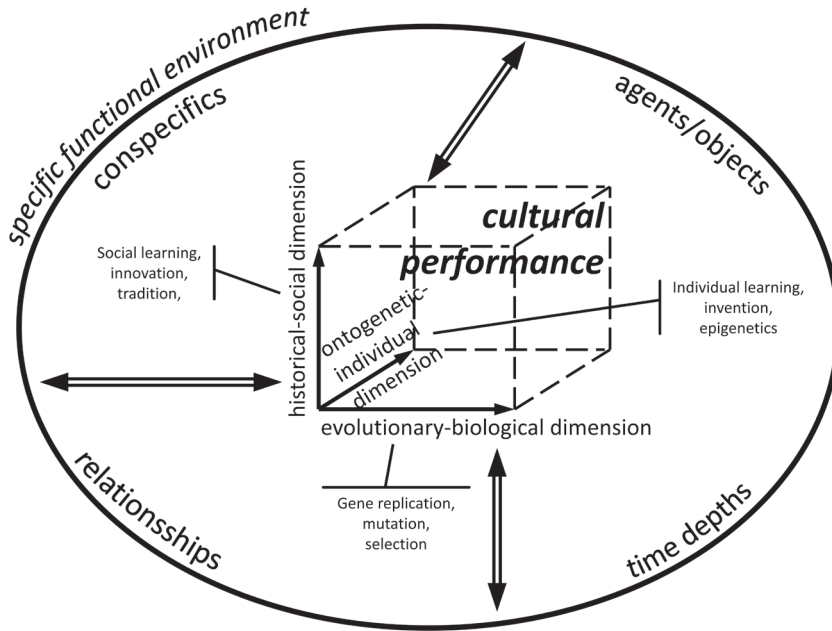 specific functional environment
conspecifics
agents/objects
cultural
performance
historical-social dimension
Social learning,
innovation,
tradition,
ontogenetic-
individual
dimension
Individual learning,
invention,
epigenetics
evolutionary-biological dimension
Gene replication,
mutation,
selection
relationsships
time depths